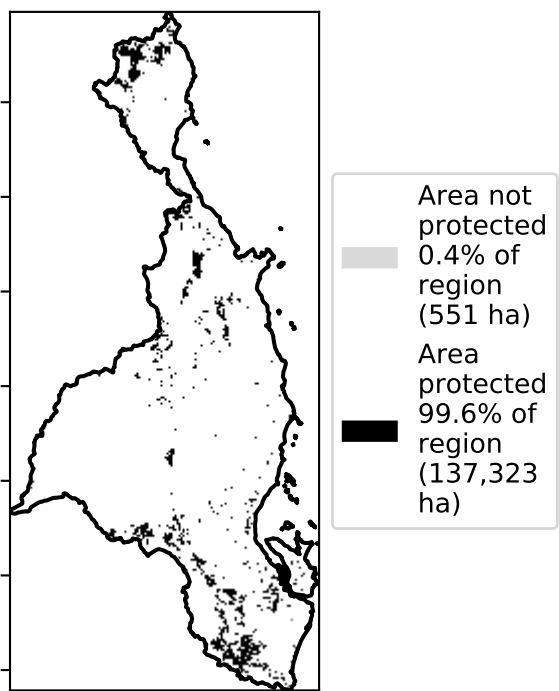 Area not
protected
0.4% of
region
(551 ha)
Area
protected
99.6% of
region
(137,323
ha)